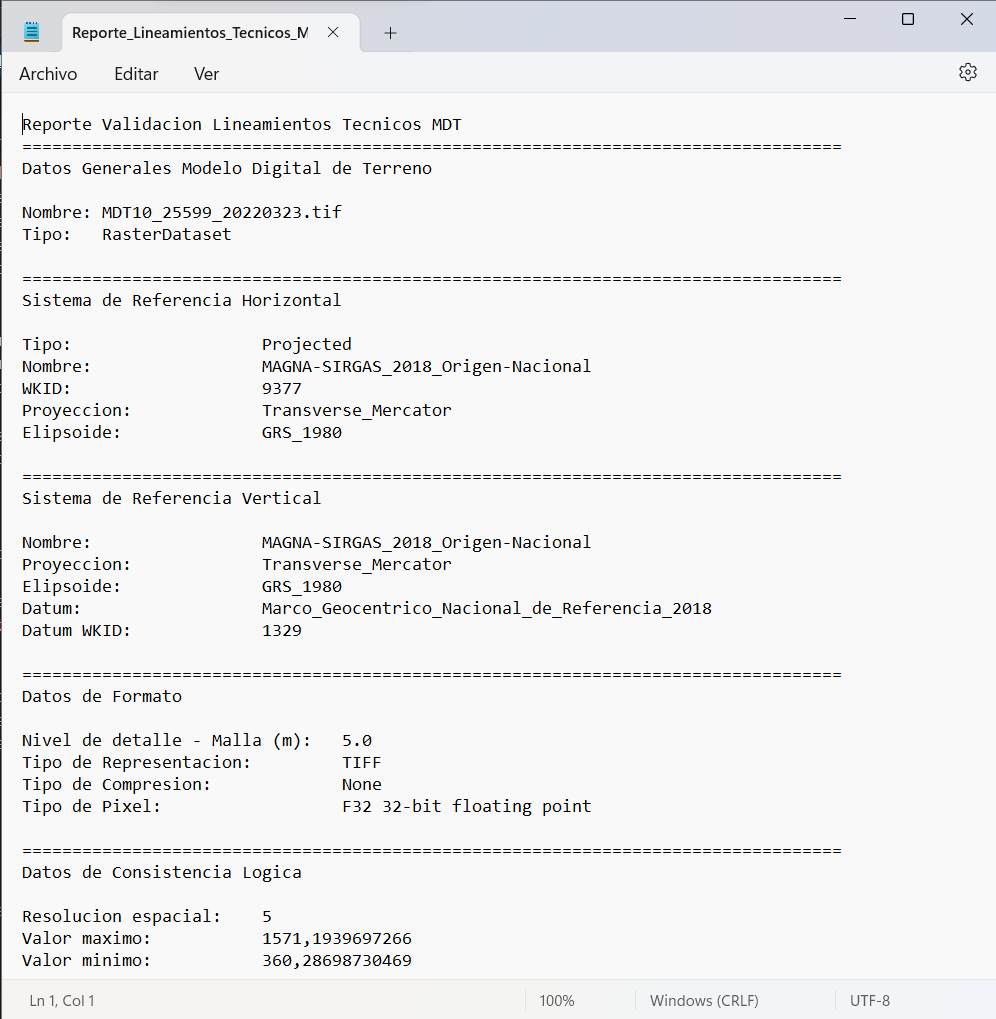 Reporte_Lineamientos_Tecnicos_M
Archivo Editar Ver
Reporte Validacion Lineamientos Tecnicos MDT
==================================================================================
Datos Generales Modelo Digital de Terreno
Nombre: MDT10_25599_20220323.tif
Tipo: RasterDataset
==================================================================================
Sistema de Referencia Horizontal
Tipo: Projected
Nombre: MAGNA-SIRGAS_2018_Origen-Nacional
WKID: 9377
Proyeccion: Transverse_Mercator
Elipsoide: GRS_1980
==================================================================================
Sistema de Referencia Vertical
Nombre: MAGNA-SIRGAS_2018_Origen-Nacional
Proyeccion: Transverse_Mercator
Elipsoide: GRS_1980
Datum: Marco_Geocentrico_Nacional_de_Referencia_2018
Datum WKID: 1329
==================================================================================
Datos de Formato
Nivel de detalle - Malla (m): 5.0
Tipo de Representacion: TIFF
Tipo de Compresion: None
Tipo de Pixel: F32 32-bit floating point
==================================================================================
Datos de Consistencia Logica
Resolucion espacial: 5
Valor maximo: 1571,1939697266
Valor minimo: 360,28698730469
Ln 1, Col 1 100% Windows (CRLF) UTF-8